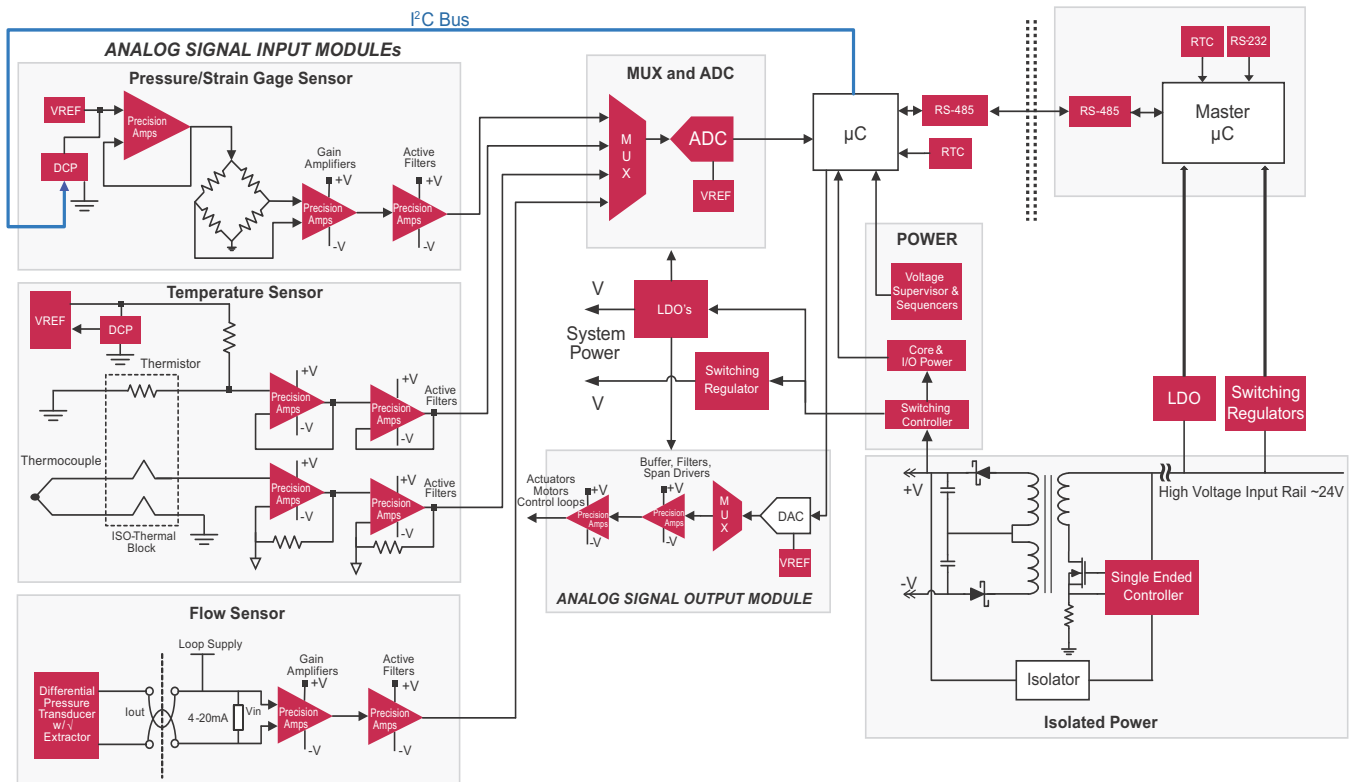 I²C Bus
ANALOG SIGNAL INPUT MODULEs
Pressure/Strain Gage Sensor
VREF
Precision
Amps
DCP
Gain
Amplifiers
+V
Precision
Amps
-V
Active
Filters
+V
Precision
Amps
-V
Temperature Sensor
VREF
DCP
Thermistor
+V
Precision
Amps
-V
+V
Precision
Amps
-V
Active
Filters
Thermocouple
+V
Precision
Amps
-V
+V
Precision
Amps
-V
Active
Filters
ISO-Thermal
Block
Flow Sensor
Loop Supply
Differential
Pressure
Transducer
w/√
Extractor
Iout
4-20mA
Vin
Gain
Amplifiers
+V
Precision
Amps
-V
Active
Filters
+V
Precision
Amps
-V
MUX and ADC
MUX
ADC
VREF
V
LDO's
System
Power
Switching
Regulator
V
Buffer, Filters,
Span Drivers
Actuators
Motors
Control loops
+V
Precision
Amps
-V
+V
Precision
Amps
-V
MUX
DAC
VREF
ANALOG SIGNAL OUTPUT MODULE
µC
RS-485
RTC
POWER
Voltage
Supervisor &
Sequencers
Core &
I/O Power
Switching
Controller
RTC
RS-232
RS-485
Master
µC
LDO
Switching
Regulators
+V
High Voltage Input Rail ~24V
-V
Single Ended
Controller
Isolator
Isolated Power